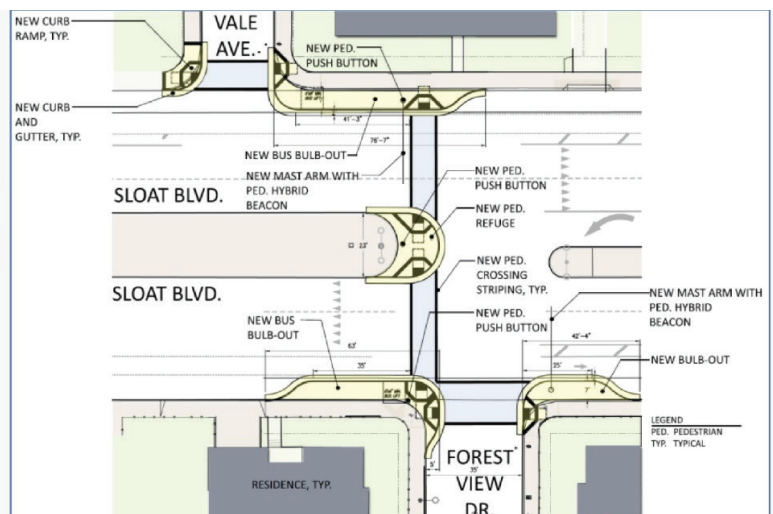 NEW CURB
RAMP, TYP.
VALE
AVE.
NEW PED.
PUSH BUTTON
NEW CURB
AND
GUTTER, TYP.
41'-3"
76'-7"
NEW BUS BULB-OUT
NEW MAST ARM WITH
PED. HYBRID
BEACON
NEW PED.
PUSH BUTTON
SLOAT BLVD.
NEW PED.
REFUGE
23'
NEW PED.
CROSSING
STRIPING, TYP.
SLOAT BLVD.
NEW MAST ARM WITH
PED. HYBRID
BEACON
NEW BUS
BULB-OUT
NEW PED.
PUSH BUTTON
63'
42'-4"
35'
25'
7'
NEW BULB-OUT
LEGEND
PED. PEDESTRIAN
TYP. TYPICAL
5'
FOREST
VIEW
DR.
35'
RESIDENCE, TYP.